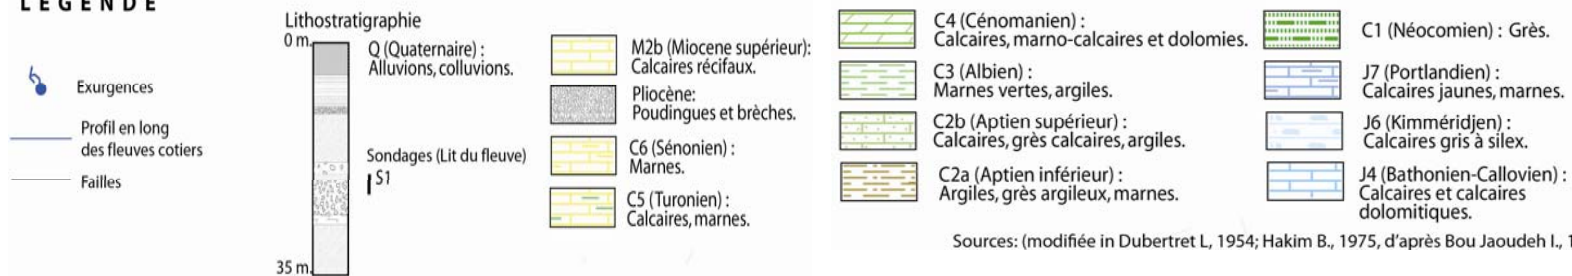 LÉGENDE
Exurgences
Profil en long
des fleuves cotiers
Failles
Lithostratigraphie
0 m.
Q (Quaternaire) :
Alluvions, colluvions.
Sondages (Lit du fleuve)
S1
35 m.
M2b (Miocene supérieur):
Calcaires récifaux.
Pliocène:
Poudingues et brèches.
C6 (Sénonien) :
Marnes.
C5 (Turonien) :
Calcaires, marnes.
C4 (Cénomanien) :
Calcaires, marno-calcaires et dolomies.
C3 (Albien) :
Marnes vertes, argiles.
C2b (Aptien supérieur) :
Calcaires, grès calcaires, argiles.
C2a (Aptien inférieur) :
Argiles, grès argileux, marnes.
C1 (Néocomien) : Grès.
J7 (Portlandien) :
Calcaires jaunes, marnes.
J6 (Kimméridjen) :
Calcaires gris à silex.
J4 (Bathonien-Callovien) :
Calcaires et calcaires
dolomitiques.
Sources: (modifiée in Dubertret L, 1954; Hakim B., 1975, d'après Bou Jaoudeh I., 1